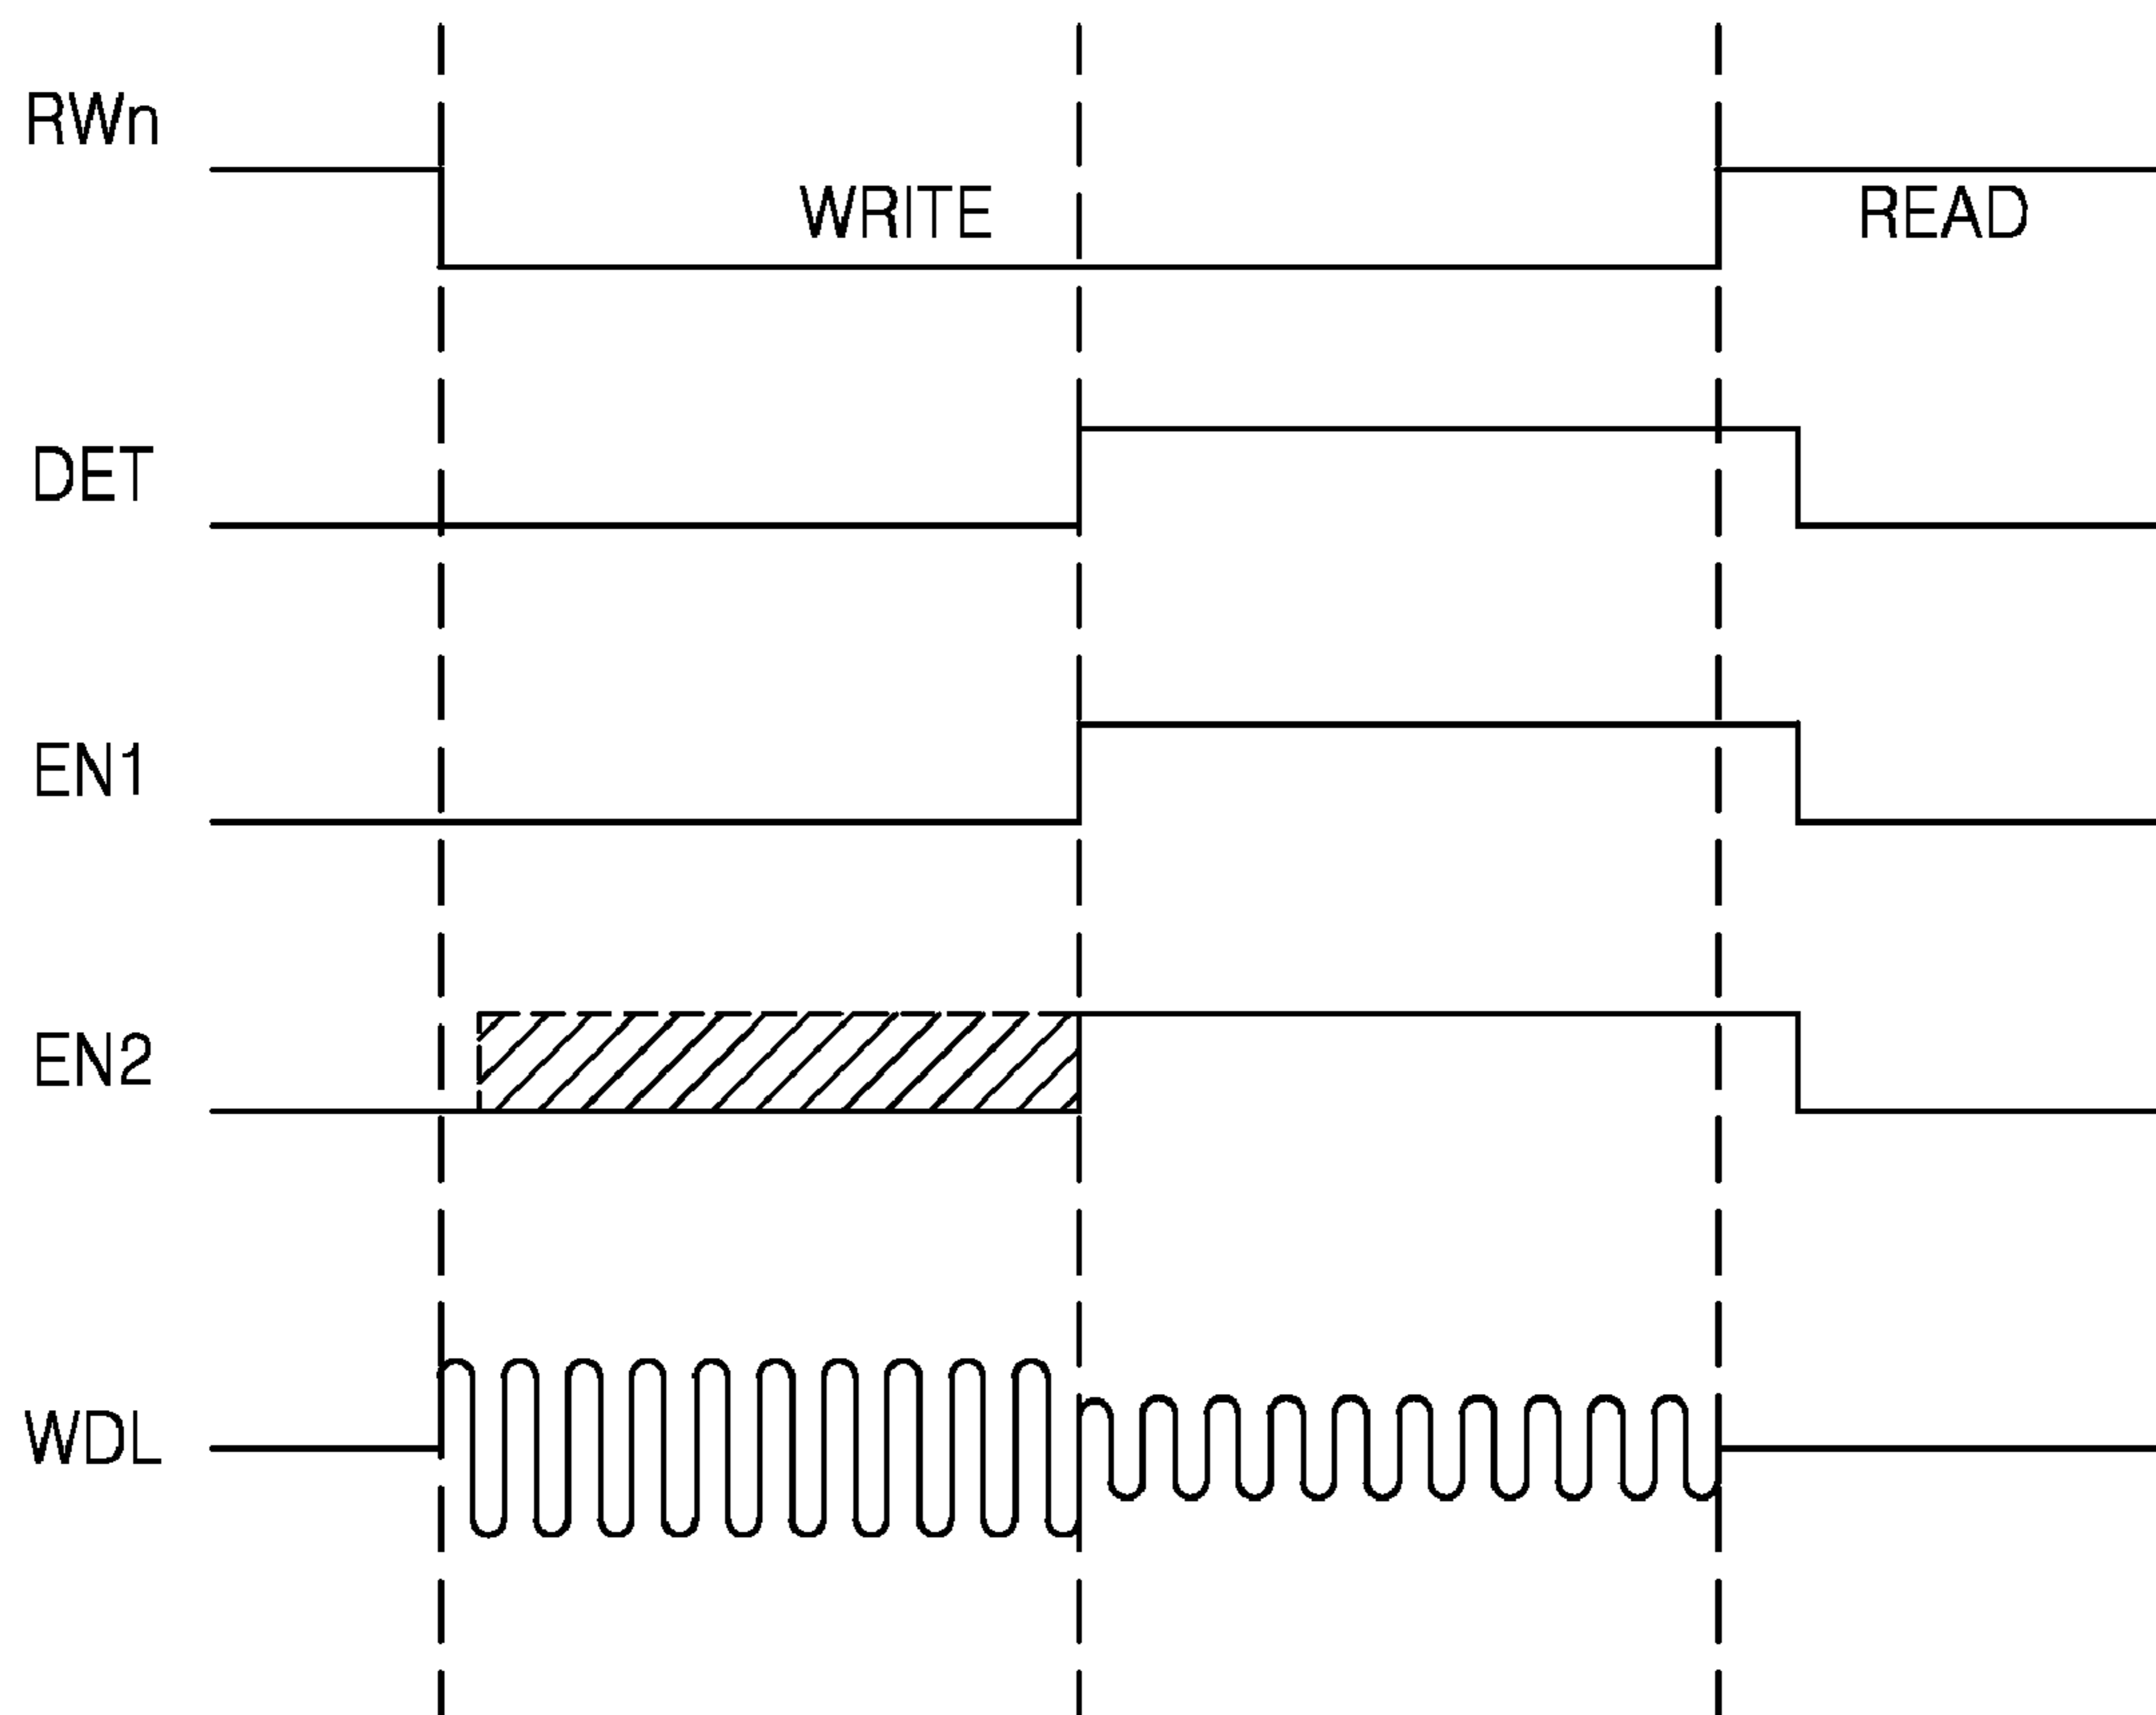 RWn
WRITE
READ
DET
EN1
EN2
WDL